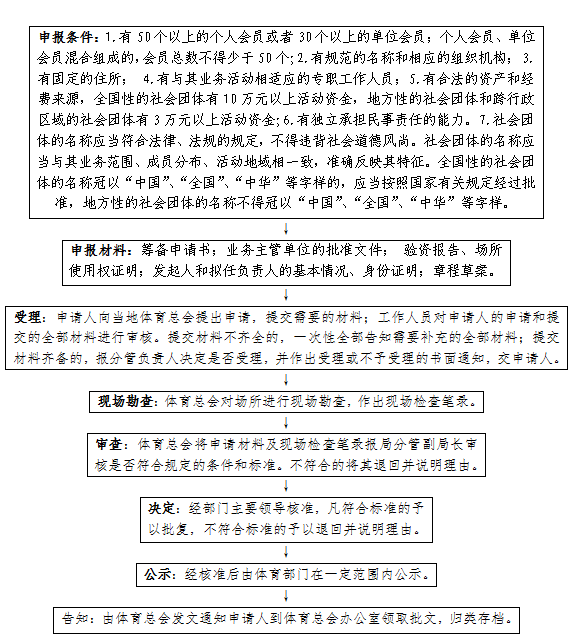 申报条件：1.有50个以上的个人会员或者30个以上的单位会员；个人会员、单位
会员混合组成的，会员总数不得少于50个；2.有规范的名称和相应的组织机构；3.
有固定的住所； 4.有与其业务活动相适应的专职工作人员；5.有合法的资产和经
费来源，全国性的社会团体有10万元以上活动资金，地方性的社会团体和跨行政
区域的社会团体有3万元以上活动资金；6.有独立承担民事责任的能力。7.社会团
体的名称应当符合法律、法规的规定，不得违背社会道德风尚。社会团体的名称应
当与其业务范围、成员分布、活动地域相一致，准确反映其特征。全国性的社会团
体的名称冠以“中国”、“全国”、“中华”等字样的，应当按照国家有关规定经过批
准，地方性的社会团体的名称不得冠以“中国”、“全国”、“中华”等字样。
申报材料：筹备申请书；业务主管单位的批准文件； 验资报告、场所
使用权证明；发起人和拟任负责人的基本情况、身份证明；章程草案。
受理：申请人向当地体育总会提出申请，提交需要的材料；工作人员对申请人的申请和提
交的全部材料进行审核。提交材料不齐全的，一次性全部告知需要补充的全部材料；提交
材料齐备的，报分管负责人决定是否受理，并作出受理或不予受理的书面通知，交申请人。
现场勘查：体育总会对场所进行现场勘查，作出现场检查笔录。
审查：体育总会将申请材料及现场检查笔录报局分管副局长审
核是否符合规定的条件和标准。不符合的将其退回并说明理由。
决定：经部门主要领导核准，凡符合标准的予
以批复，不符合标准的予以退回并说明理由。
公示：经核准后由体育部门在一定范围内公示。
告知：由体育总会发文通知申请人到体育总会办公室领取批文，归类存档。